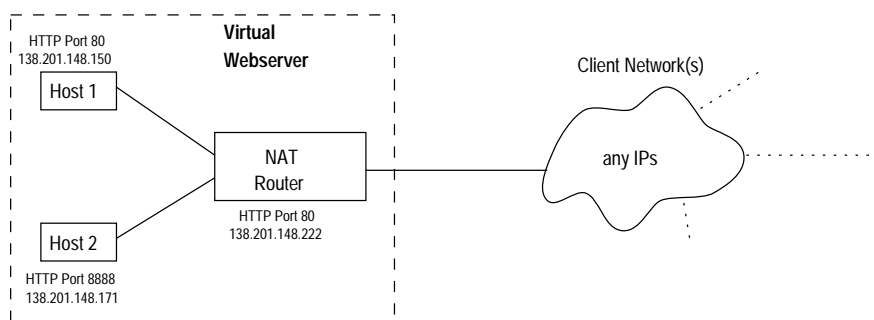 Virtual
Webserver
HTTP Port 80
138.201.148.150
Host 1
NAT
Router
HTTP Port 80
138.201.148.222
Host 2
HTTP Port 8888
138.201.148.171
Client Network(s)
any IPs